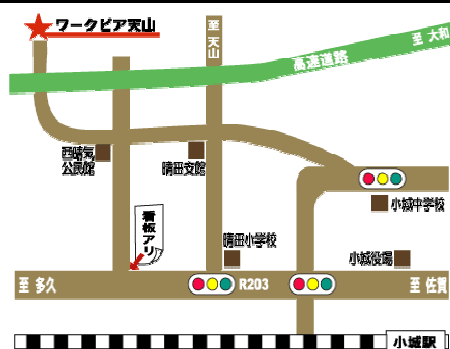 ワークピア天山
至 天山
至 大和
高速道路
西晴気
公民館
晴田支館
小城中学校
看板アリ
晴田小学校
小城役場
至 多久
R203
至 佐賀
小城駅